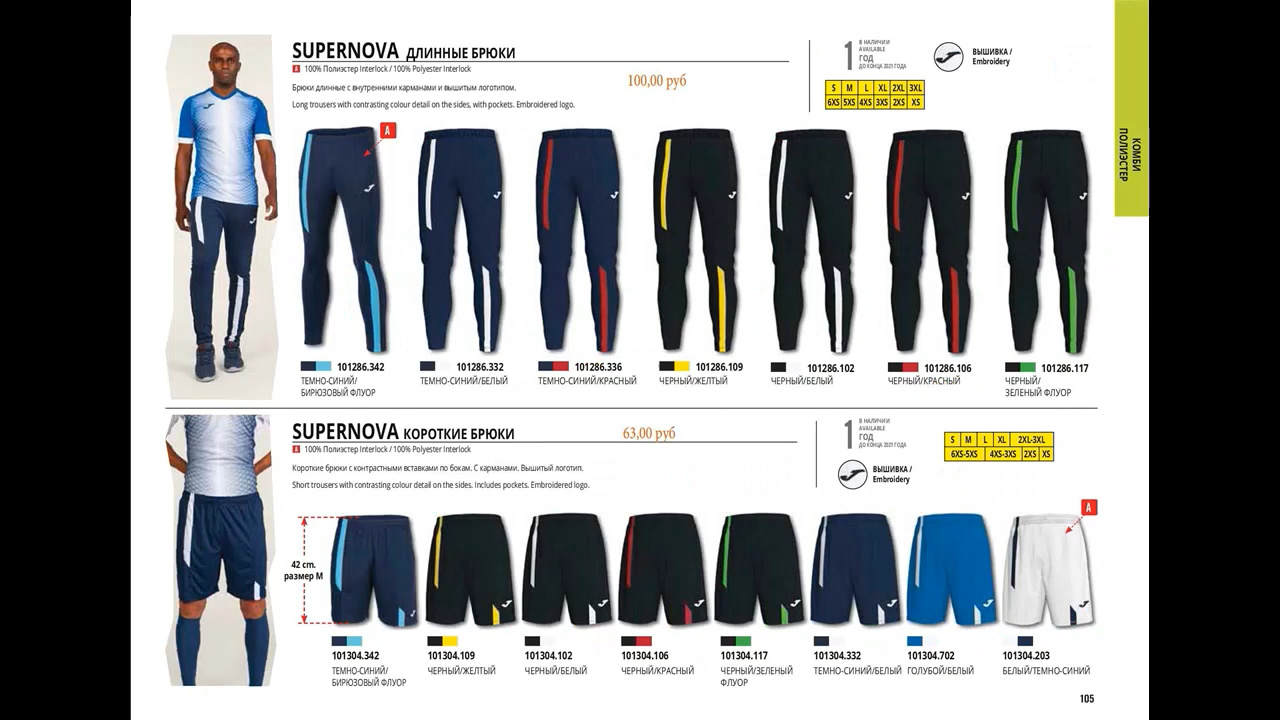 SUPERNOVA ДЛИННЫЕ БРЮКИ
A 100% Полиэстер Interlock / 100% Polyester Interlock
100,00 руб
Брюки длинные с внутренними карманами и вышитым логотипом.
Long trousers with contrasting colour detail on the sides, with pockets. Embroidered logo.
1 В НАЛИЧИИ
AVAILABLE
ГОД
ДО КОНЦА 2021 ГОДА
ВЫШИВКА /
Embroidery
S M L XL 2XL 3XL
6XS 5XS 4XS 3XS 2XS XS
КОМБИ
ПОЛИЭСТЕР
A
101286.342
ТЕМНО-СИНИЙ/
БИРЮЗОВЫЙ ФЛУОР
101286.332
ТЕМНО-СИНИЙ/БЕЛЫЙ
101286.336
ТЕМНО-СИНИЙ/КРАСНЫЙ
101286.109
ЧЕРНЫЙ/ЖЕЛТЫЙ
101286.102
ЧЕРНЫЙ/БЕЛЫЙ
101286.106
ЧЕРНЫЙ/КРАСНЫЙ
101286.117
ЧЕРНЫЙ/
ЗЕЛЕНЫЙ ФЛУОР
SUPERNOVA КОРОТКИЕ БРЮКИ
A 100% Полиэстер Interlock / 100% Polyester Interlock
63,00 руб
Короткие брюки с контрастными вставками по бокам. С карманами. Вышитый логотип.
Short trousers with contrasting colour detail on the sides. Includes pockets. Embroidered logo.
1 В НАЛИЧИИ
AVAILABLE
ГОД
ДО КОНЦА 2021 ГОДА
ВЫШИВКА /
Embroidery
S M L XL 2XL-3XL
6XS-5XS 4XS-3XS 2XS XS
A
42 cm.
размер M
101304.342
ТЕМНО-СИНИЙ/
БИРЮЗОВЫЙ ФЛУОР
101304.109
ЧЕРНЫЙ/ЖЕЛТЫЙ
101304.102
ЧЕРНЫЙ/БЕЛЫЙ
101304.106
ЧЕРНЫЙ/КРАСНЫЙ
101304.117
ЧЕРНЫЙ/ЗЕЛЕНЫЙ
ФЛУОР
101304.332
ТЕМНО-СИНИЙ/БЕЛЫЙ
101304.702
ГОЛУБОЙ/БЕЛЫЙ
101304.203
БЕЛЫЙ/ТЕМНО-СИНИЙ
105